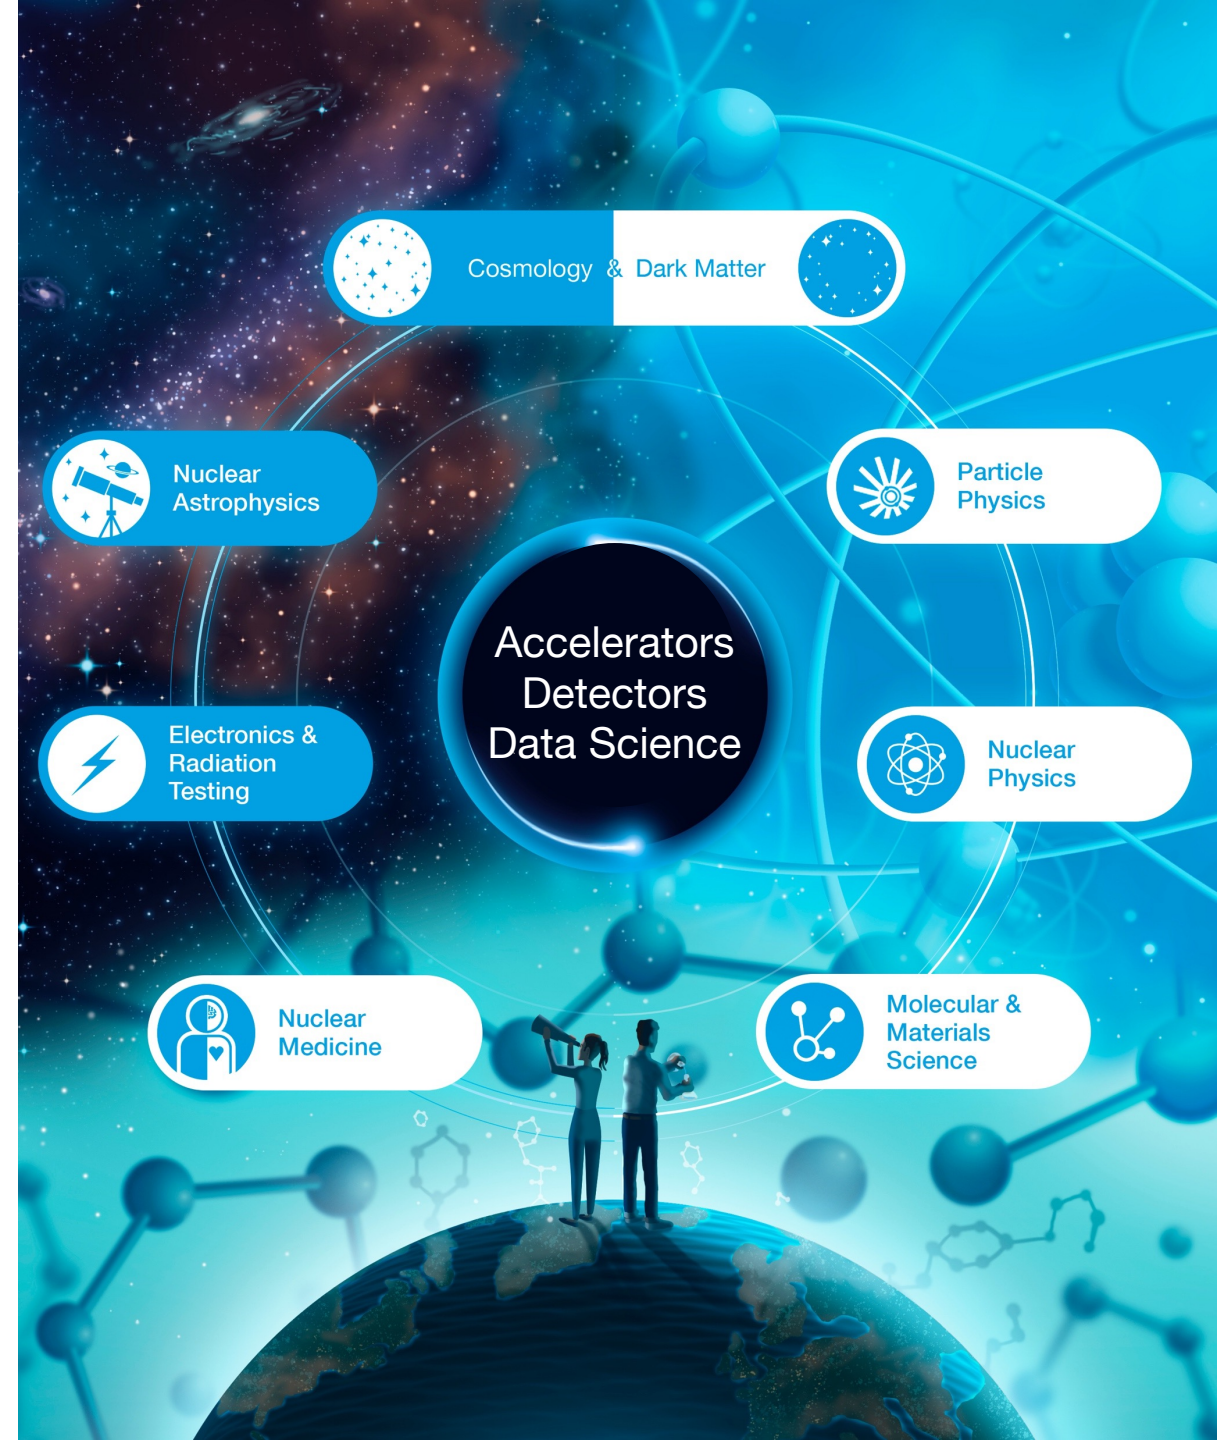 Cosmology & Dark Matter
Nuclear
Astrophysics
Particle
Physics
Accelerators
Detectors
Data Science
Electronics &
Radiation
Testing
Nuclear
Physics
Nuclear
Medicine
Molecular &
Materials
Science